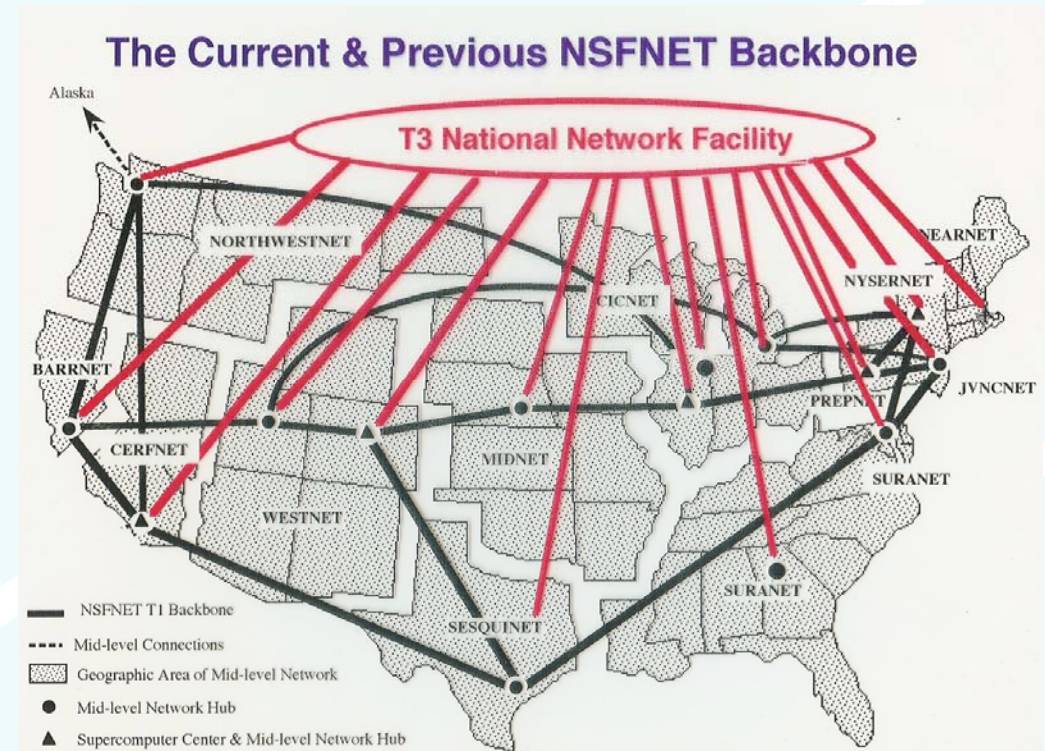 The Current & Previous NSFNET Backbone
Alaska
T3 National Network Facility
NEARNET
NORTHWESTNET
NYSERNET
CICNET
BARRNET
JVNCNET
PREPNET
CERFNET
MIDNET
SURANET
WESTNET
SURANET
SESQUINET
NSFNET T1 Backbone
Mid-level Connections
Geographic Area of Mid-level Network
Mid-level Network Hub
Supercomputer Center & Mid-level Network Hub